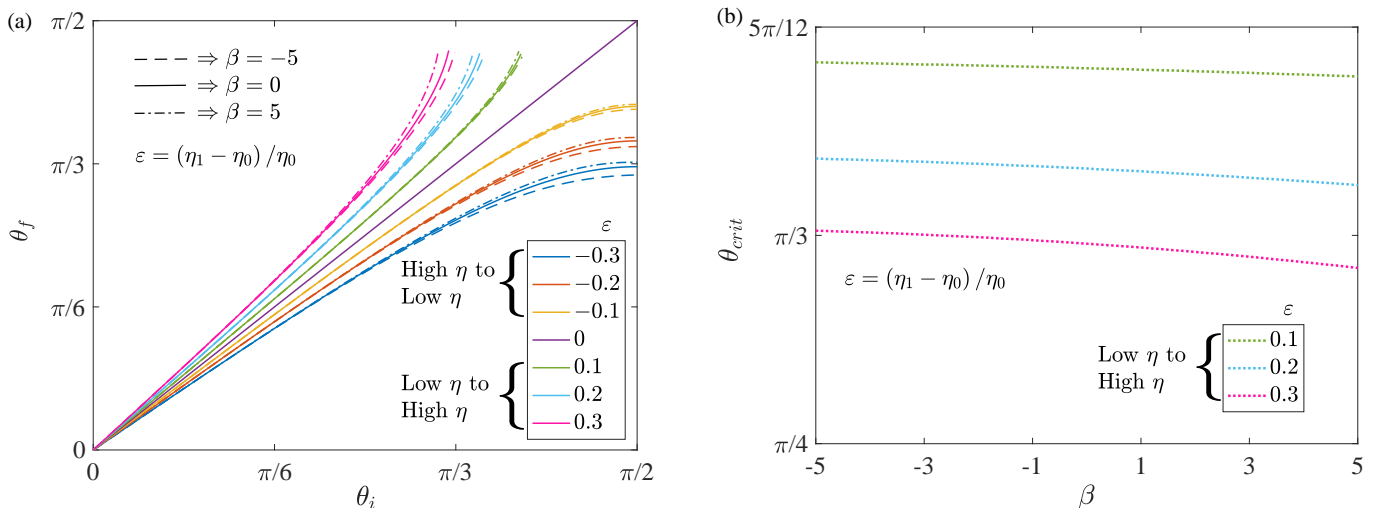 (a)
π/2
π/3
π/6
0
θf
⇒ β = −5
⇒ β = 0
⇒ β = 5
ε = (η1 − η0) /η0
ε
High η to
Low η
−0.3
−0.2
−0.1
0
Low η to
High η
0.1
0.2
0.3
0
π/6
π/3
π/2
θi
(b)
5π/12
π/3
π/4
θcrit
ε = (η1 − η0) /η0
ε
Low η to
High η
0.1
0.2
0.3
-5
-3
-1
1
3
5
β